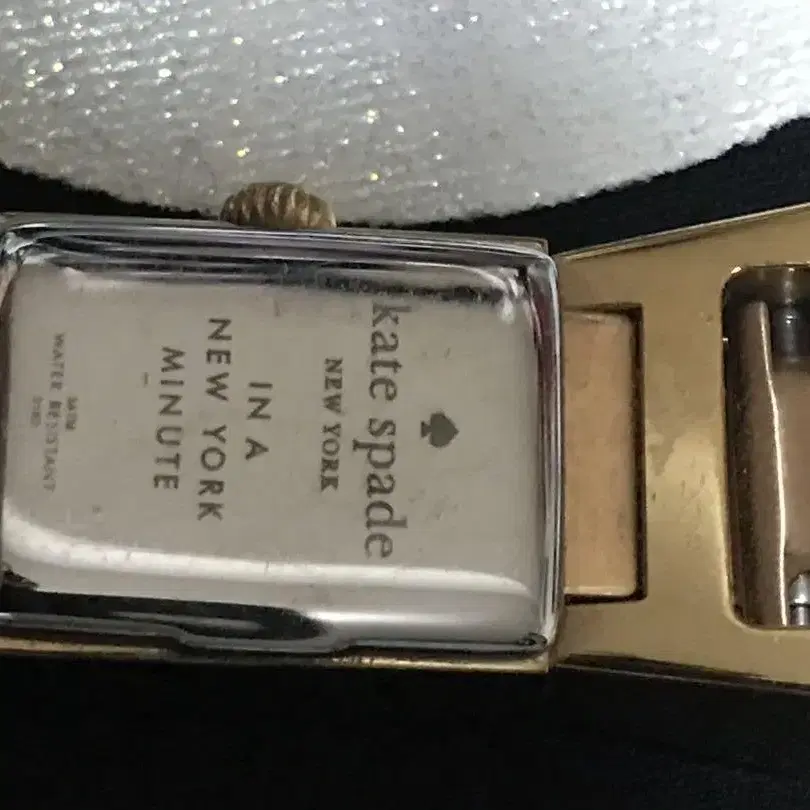 kate spade
NEW YORK
IN A
NEW YORK
MINUTE
WATER RESISTANT